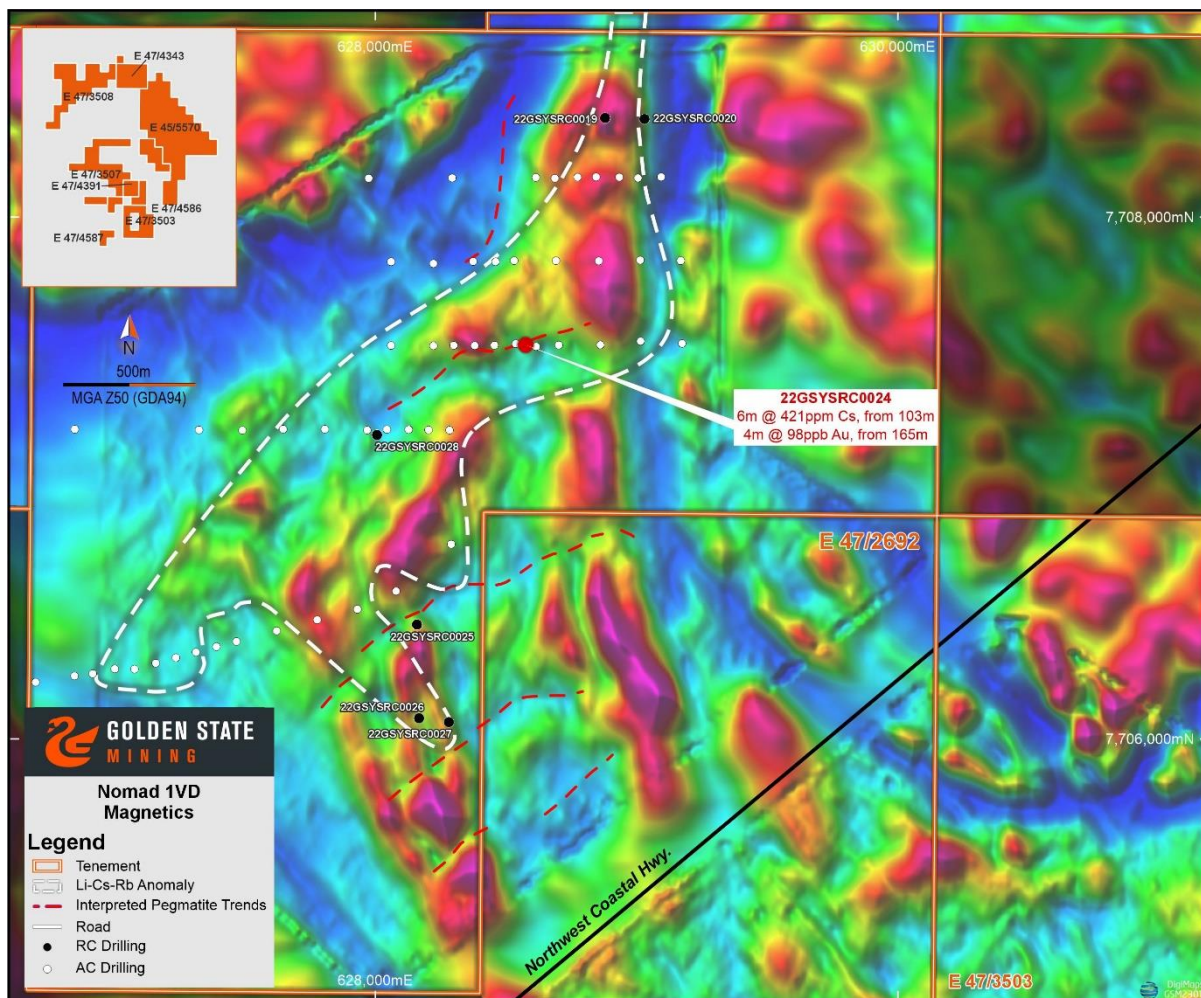 628,000mE
630,000mE
E 47/4343
E 47/3508
E 45/5570
E 47/3507
E 47/4391
E 47/4586
E 47/3503
E 47/4587
22GSYSRC0019
22GSYSRC0020
7,708,000mN
N
500m
MGA Z50 (GDA94)
22GSYSRC0024
6m @ 421ppm Cs, from 103m
4m @ 98ppb Au, from 165m
22GSYSRC0028
E 47/2692
22GSYSRC0025
22GSYSRC0026
22GSYSRC0027
7,706,000mN
GOLDEN STATE
MINING
Nomad 1VD
Magnetics
Legend
Tenement
Li-Cs-Rb Anomaly
Interpreted Pegmatite Trends
Road
RC Drilling
AC Drilling
Northwest Coastal Hwy.
628,000mE
E 47/3503